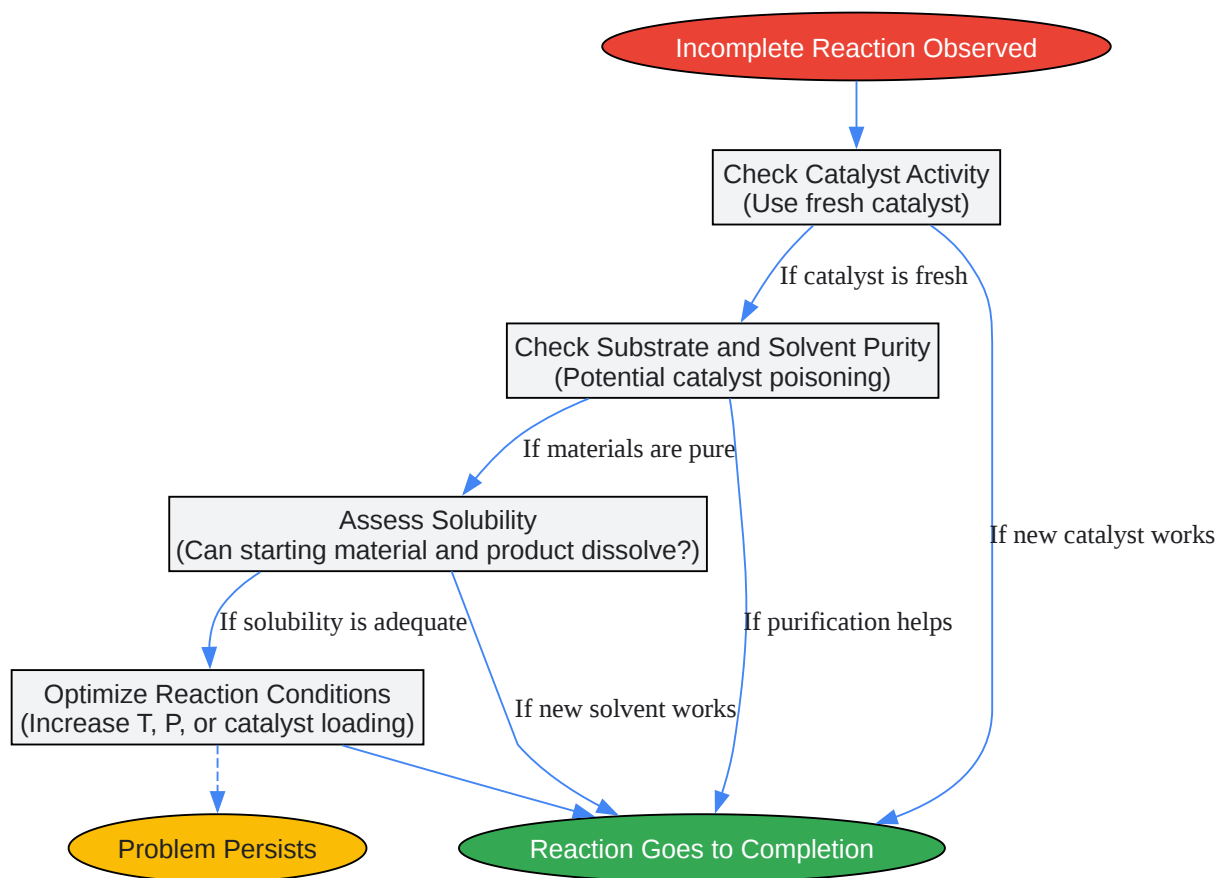 Incomplete Reaction Observed
Check Catalyst Activity
(Use fresh catalyst)
If catalyst is fresh
Check Substrate and Solvent Purity
(Potential catalyst poisoning)
If materials are pure
Assess Solubility
(Can starting material and product dissolve?)
If new catalyst works
If solubility is adequate
If purification helps
Optimize Reaction Conditions
(Increase T, P, or catalyst loading)
If new solvent works
Problem Persists
Reaction Goes to Completion